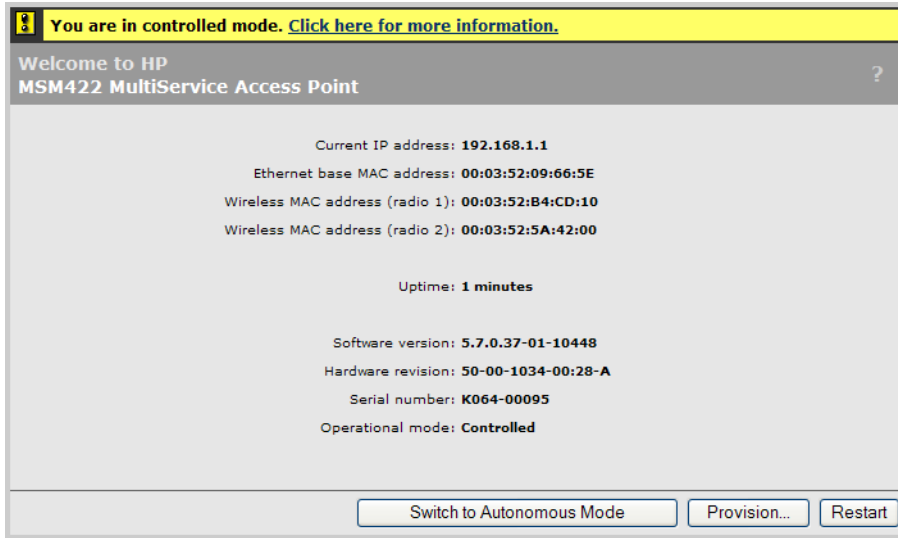 You are in controlled mode. Click here for more information.
Welcome to HP
MSM422 MultiService Access Point
?
Current IP address: 192.168.1.1
Ethernet base MAC address: 00:03:52:09:66:5E
Wireless MAC address (radio 1): 00:03:52:B4:CD:10
Wireless MAC address (radio 2): 00:03:52:5A:42:00
Uptime: 1 minutes
Software version: 5.7.0.37-01-10448
Hardware revision: 50-00-1034-00:28-A
Serial number: K064-00095
Operational mode: Controlled
Switch to Autonomous Mode Provision... Restart